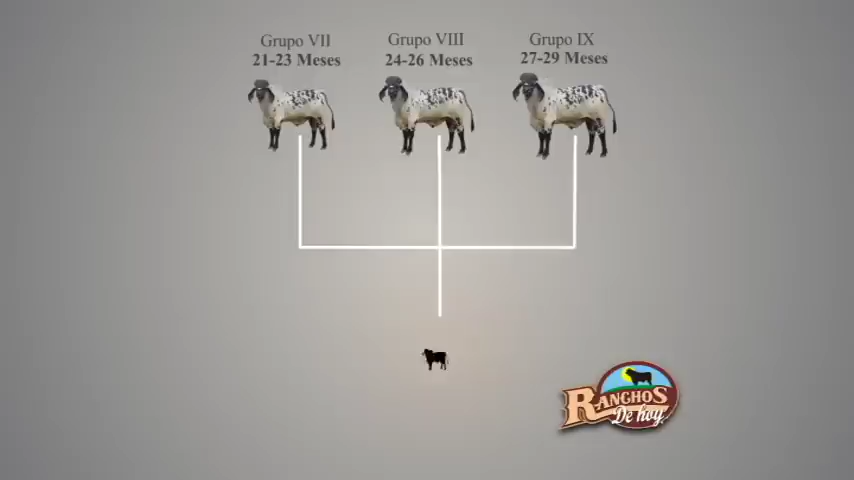 Grupo VII
21-23 Meses
Grupo VIII
24-26 Meses
Grupo IX
27-29 Meses
RANCHOS
De hoy